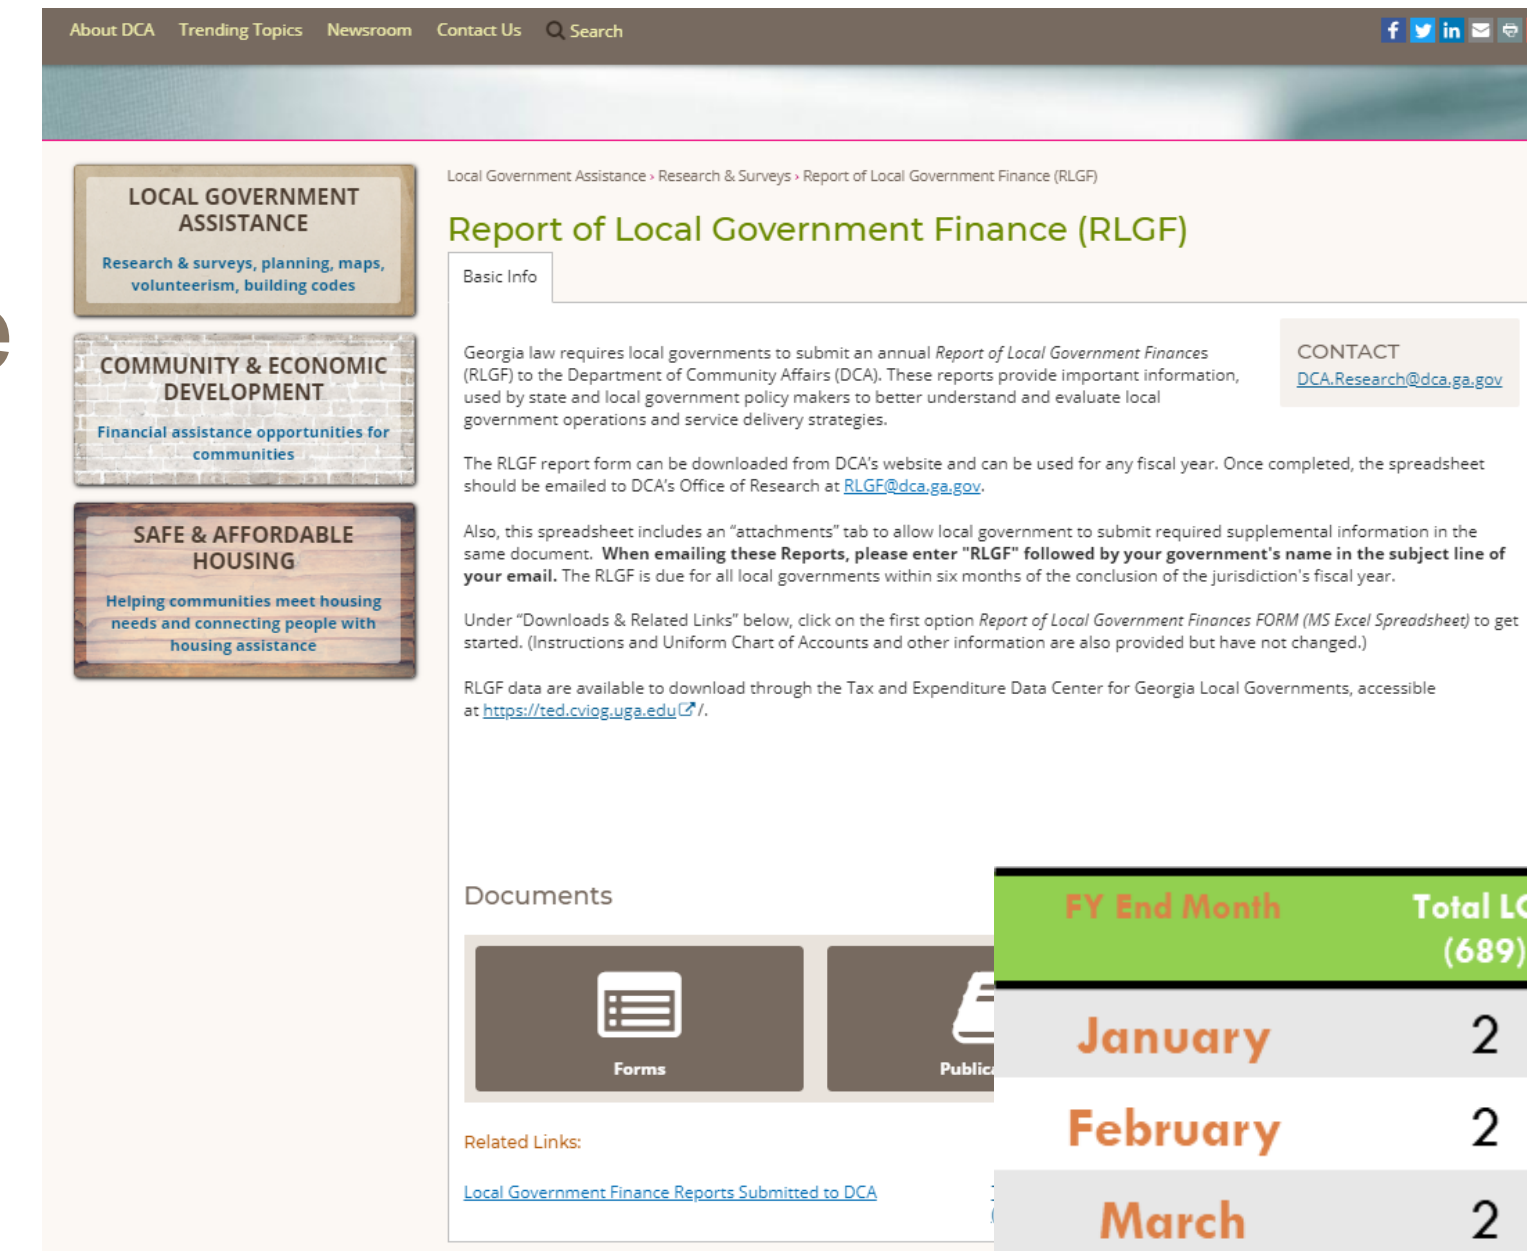 About DCA Trending Topics Newsroom Contact Us Search
LOCAL GOVERNMENT
ASSISTANCE
Research & surveys, planning, maps,
volunteerism, building codes
COMMUNITY & ECONOMIC
DEVELOPMENT
Financial assistance opportunities for
communities
SAFE & AFFORDABLE
HOUSING
Helping communities meet housing
needs and connecting people with
housing assistance
Local Government Assistance › Research & Surveys › Report of Local Government Finance (RLGF)
Report of Local Government Finance (RLGF)
Basic Info
Georgia law requires local governments to submit an annual Report of Local Government Finances
(RLGF) to the Department of Community Affairs (DCA). These reports provide important information,
used by state and local government policy makers to better understand and evaluate local
government operations and service delivery strategies.
CONTACT
DCA.Research@dca.ga.gov
The RLGF report form can be downloaded from DCA’s website and can be used for any fiscal year. Once completed, the spreadsheet
should be emailed to DCA’s Office of Research at RLGF@dca.ga.gov.
Also, this spreadsheet includes an “attachments” tab to allow local government to submit required supplemental information in the
same document. When emailing these Reports, please enter "RLGF" followed by your government's name in the subject line of
your email. The RLGF is due for all local governments within six months of the conclusion of the jurisdiction's fiscal year.
Under “Downloads & Related Links” below, click on the first option Report of Local Government Finances FORM (MS Excel Spreadsheet) to get
started. (Instructions and Uniform Chart of Accounts and other information are also provided but have not changed.)
RLGF data are available to download through the Tax and Expenditure Data Center for Georgia Local Governments, accessible
at https://ted.cviog.uga.edu /.
Documents
Forms
Related Links:
Local Government Finance Reports Submitted to DCA
FY End Month Total
(689)
January 2
February 2
March 2